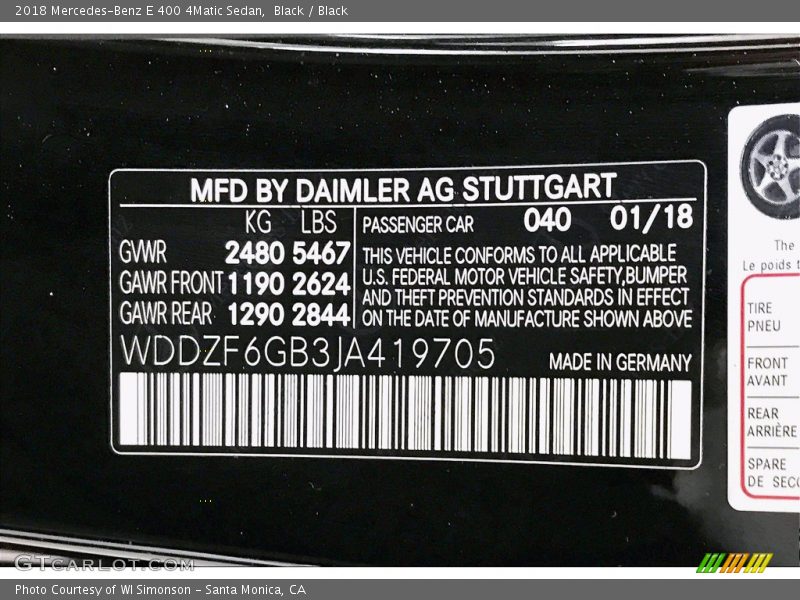 2018 Mercedes-Benz E 400 4Matic Sedan, Black / Black
MFD BY DAIMLER AG STUTTGART
KG LBS
GVWR 2480 5467
GAWR FRONT 1190 2624
GAWR REAR 1290 2844
PASSENGER CAR 040 01/18
THIS VEHICLE CONFORMS TO ALL APPLICABLE
U.S. FEDERAL MOTOR VEHICLE SAFETY,BUMPER
AND THEFT PREVENTION STANDARDS IN EFFECT
ON THE DATE OF MANUFACTURE SHOWN ABOVE
WDDZF6GB3JA419705
MADE IN GERMANY
The
Le poids
TIRE
PNEU
FRONT
AVANT
REAR
ARRIÈRE
SPARE
DE
GTCARLOT.COM
Photo Courtesy of WI Simonson - Santa Monica, CA